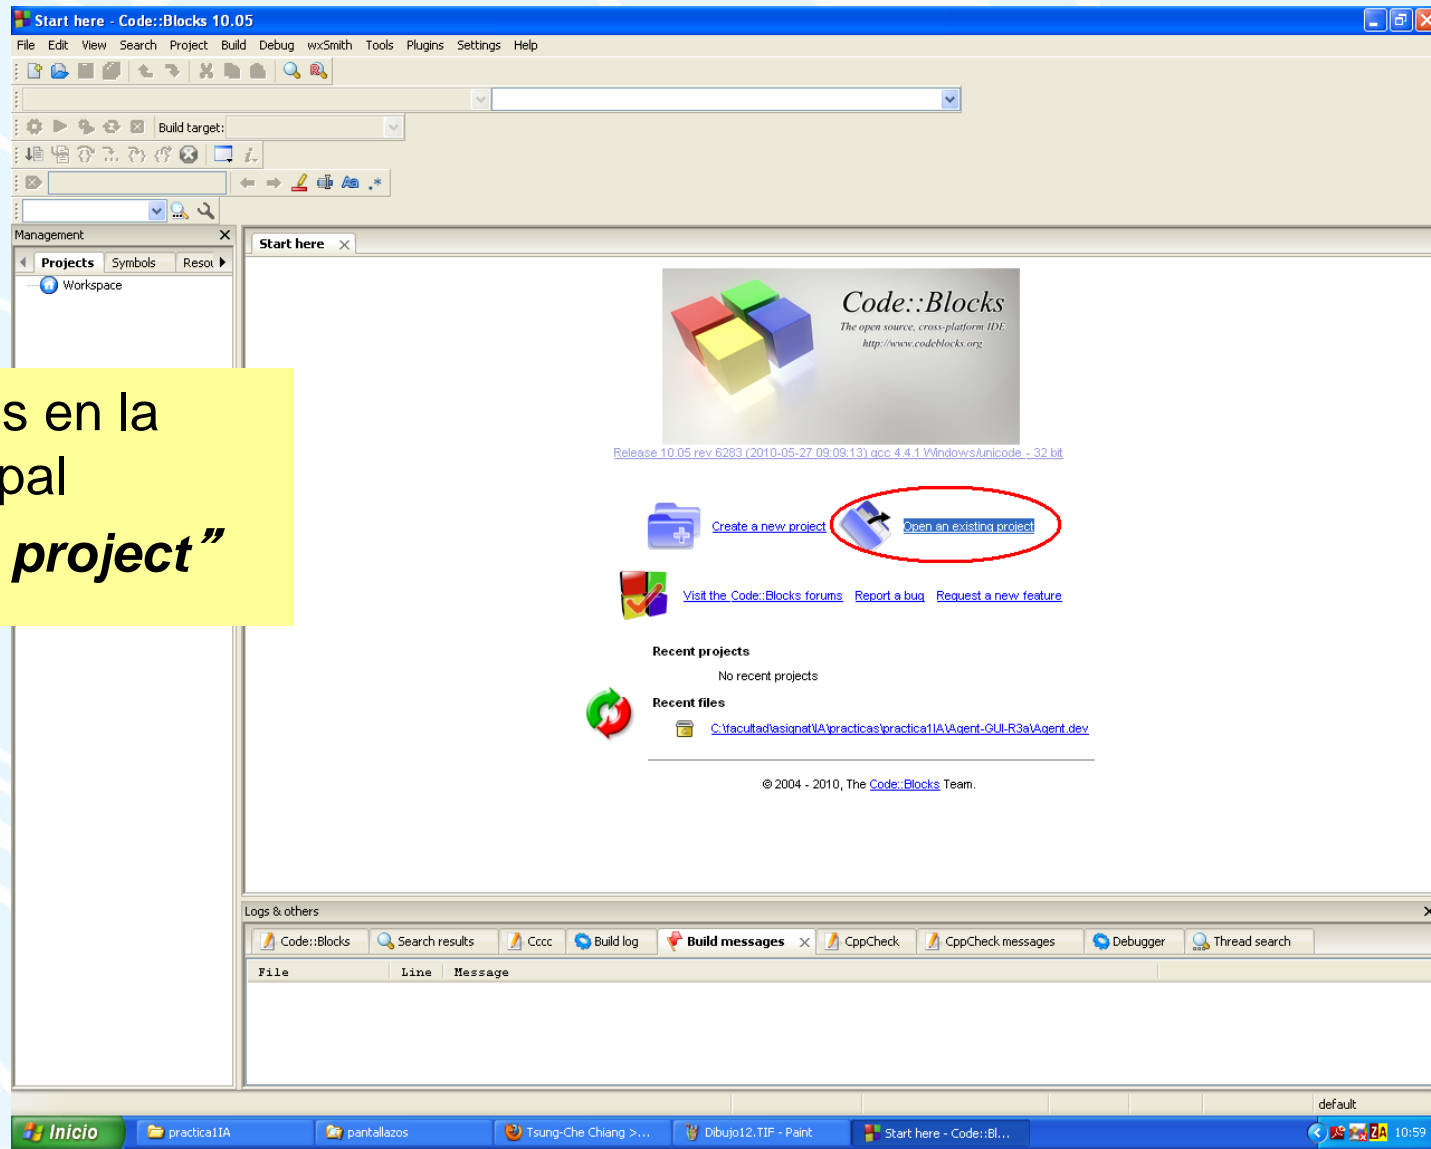 Start here - Code::Blocks 10.05
File Edit View Search Project Build Debug wxSmith Tools Plugins Settings Help
Build target:
Management
Projects Symbols
Workspace
Start here
Code::Blocks
The open source, cross-platform IDE
http://www.codeblocks.org
Release 10.05 rev 6283 (2010-05-27 09:09:13) gcc 4.4.1 Windows/unicode - 32 bit
s en la
pal
project”
Create a new project Open an existing project
Visit the Code::Blocks forums Report a bug Request a new feature
Recent projects
No recent projects
Recent files
C:\facultad\asignat\IA\practicas\practica1IA\Agent-GUI-R3a\Agent.dev
© 2004 - 2010, The Code::Blocks Team.
Logs & others
Code::Blocks Search results Cccc Build log Build messages CppCheck CppCheck messages Debugger Thread search
File Line Message
default
Inicio practica1IA pantallazos Tsung-Che Chiang >... Dibujo12.TIF - Paint Start here - Code::Bl... ZA 10:59